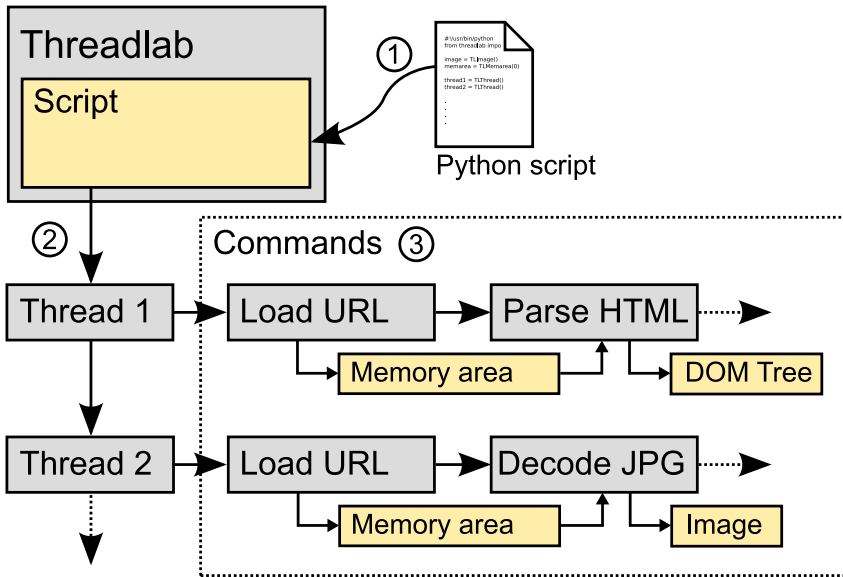 Threadlab
Script
1
#!/usr/bin/python
from threadlab impo
image = TLImage()
memarea = TLMemarea(0)
thread1 = TLThread()
thread2 = TLThread()
.
.
.
.
Python script
2
Commands 3
Thread 1
Load URL
Parse HTML
Memory area
DOM Tree
Thread 2
Load URL
Decode JPG
Memory area
Image